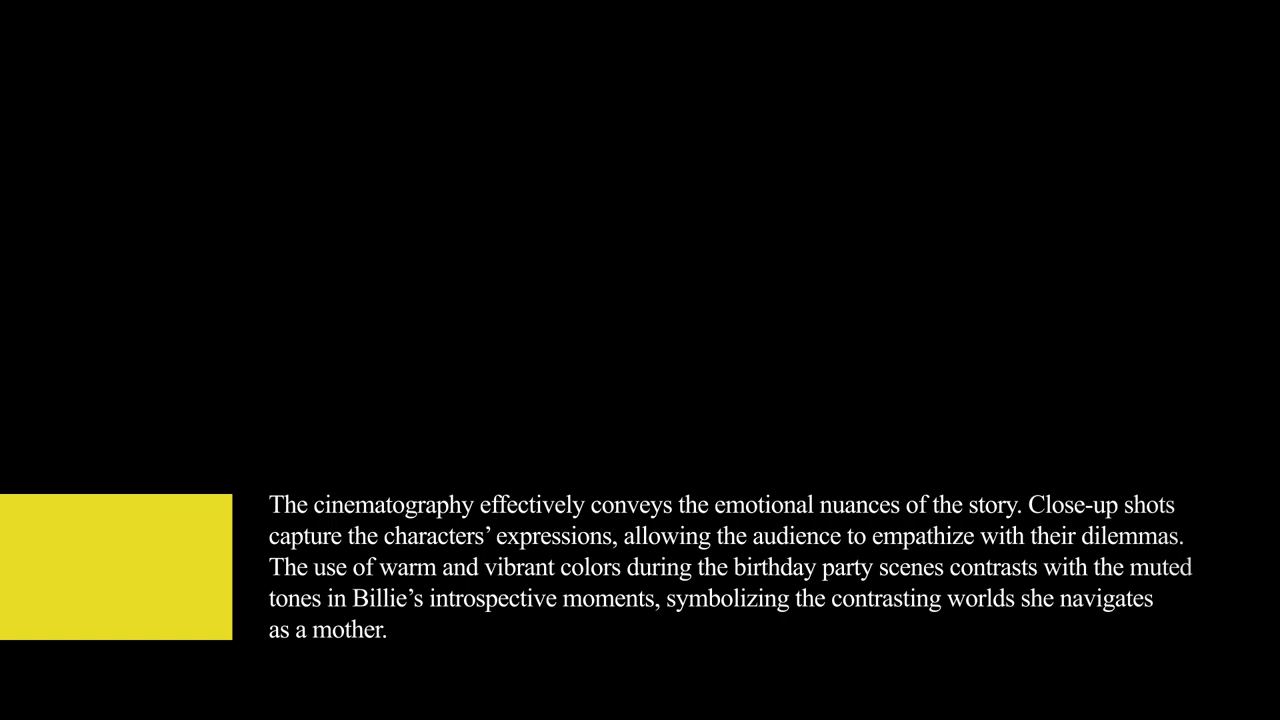 The cinematography effectively conveys the emotional nuances of the story. Close-up shots
capture the characters’ expressions, allowing the audience to empathize with their dilemmas.
The use of warm and vibrant colors during the birthday party scenes contrasts with the muted
tones in Billie’s introspective moments, symbolizing the contrasting worlds she navigates
as a mother.